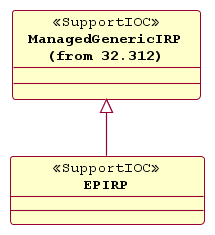 «SupportIOC»
ManagedGenericIRP
(from 32.312)
«SupportIOC»
EPIRP